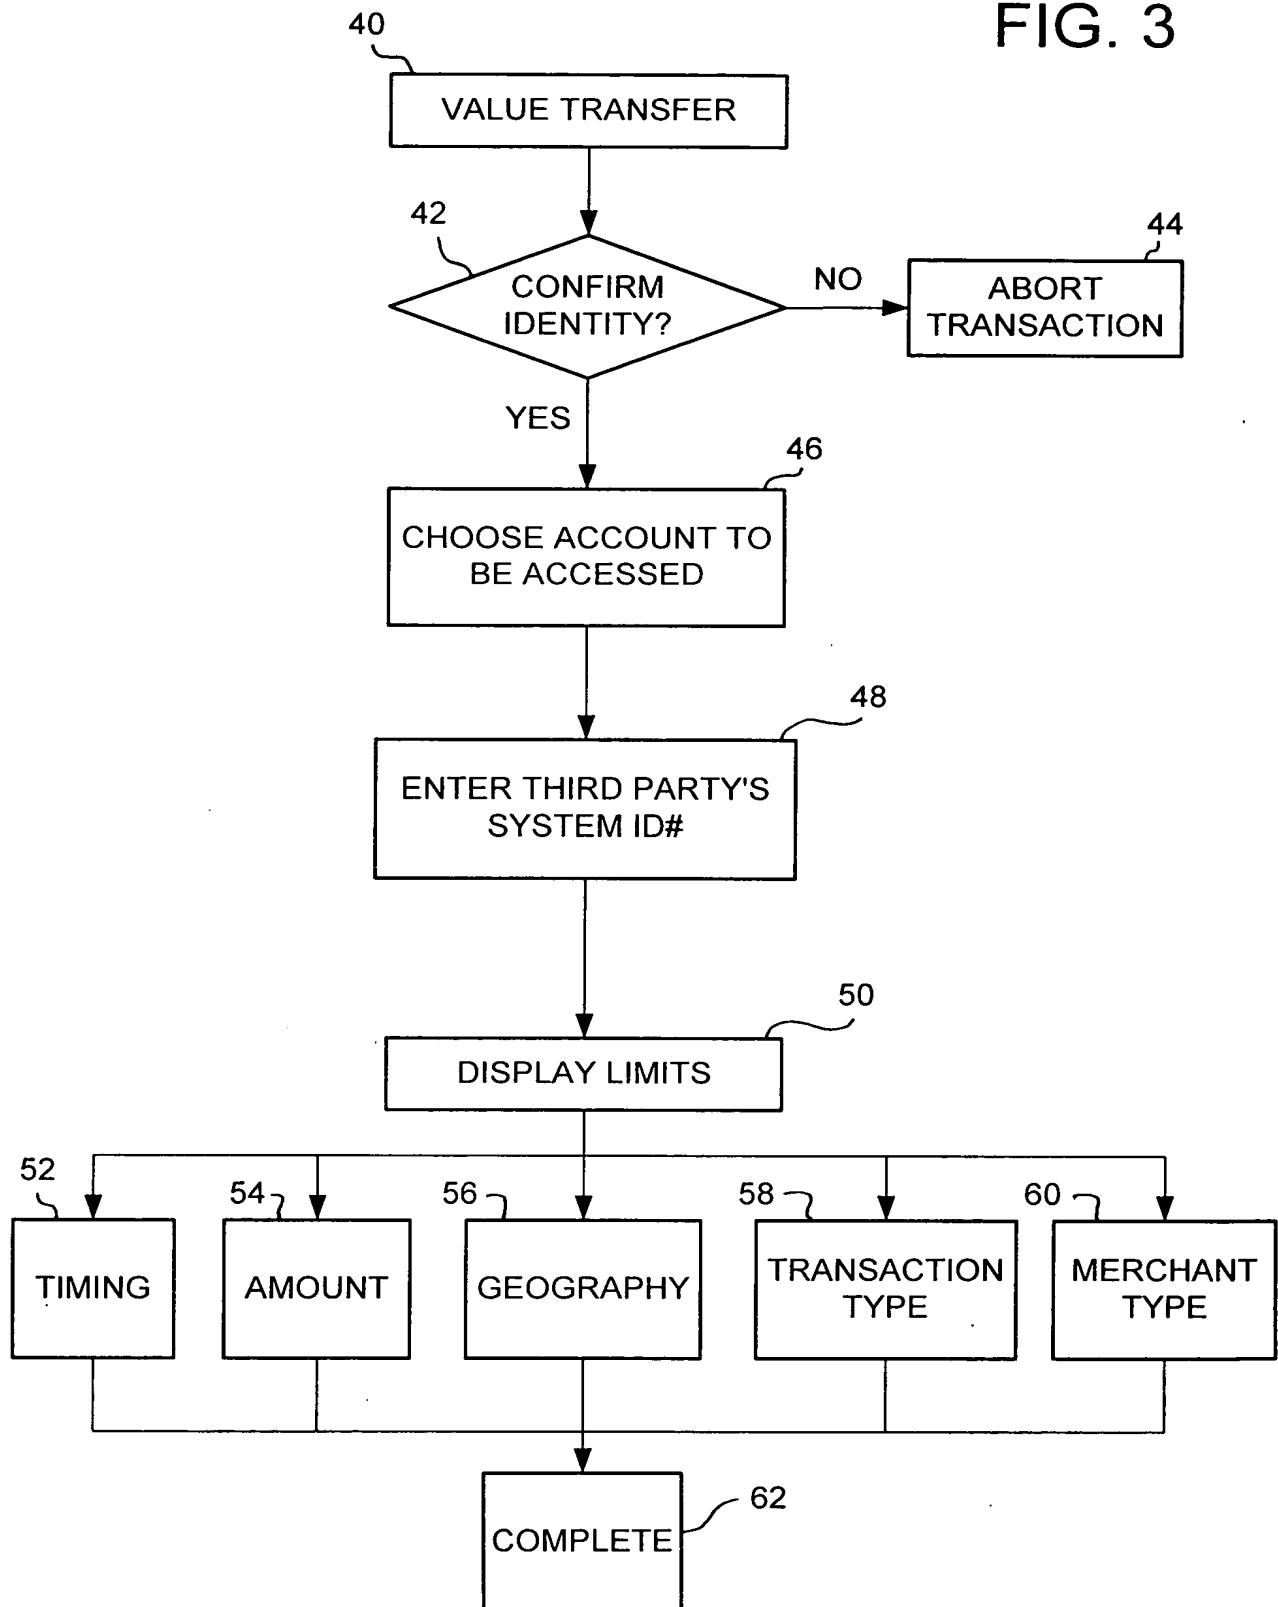 FIG. 3
40
VALUE TRANSFER
42
CONFIRM
IDENTITY?
NO
44
ABORT
TRANSACTION
YES
46
CHOOSE ACCOUNT TO
BE ACCESSED
48
ENTER THIRD PARTY'S
SYSTEM ID#
50
DISPLAY LIMITS
52
TIMING
54
AMOUNT
56
GEOGRAPHY
58
TRANSACTION
TYPE
60
MERCHANT
TYPE
62
COMPLETE